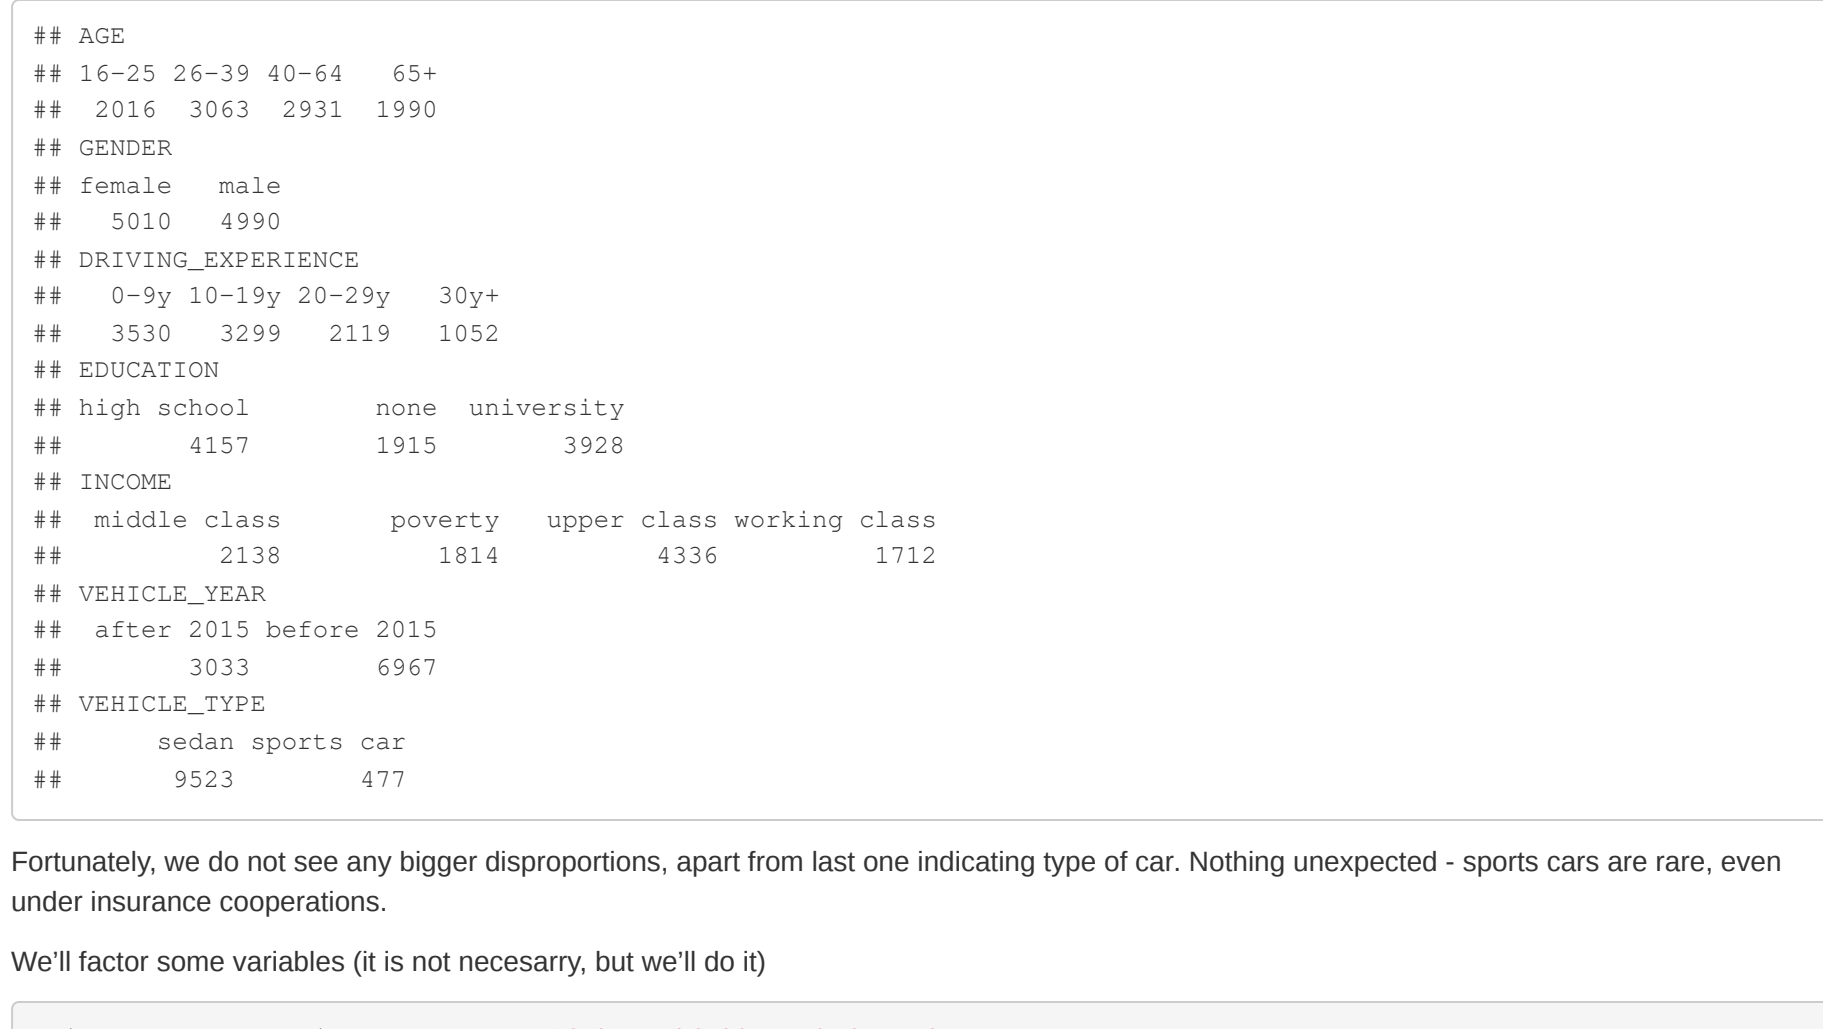 ## AGE
## 16-25 26-39 40-64   65+
##  2016  3063  2931  1990
## GENDER
## female   male
##   5010   4990
## DRIVING_EXPERIENCE
##   0-9y 10-19y 20-29y   30y+
##   3530   3299   2119   1052
## EDUCATION
## high school        none  university
##        4157        1915        3928
## INCOME
##  middle class       poverty   upper class working class
##          2138          1814          4336          1712
## VEHICLE_YEAR
##  after 2015 before 2015
##        3033        6967
## VEHICLE_TYPE
##      sedan sports car
##       9523        477
Fortunately, we do not see any bigger disproportions, apart from last one indicating type of car. Nothing unexpected - sports cars are rare, even
under insurance cooperations.
We’ll factor some variables (it is not necesarry, but we’ll do it)